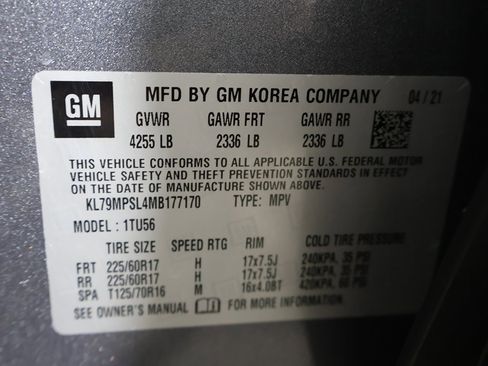 GM
MFD BY GM KOREA COMPANY 04/21
GVWR GAWR FRT GAWR RR
4255 LB 2336 LB 2336 LB
THIS VEHICLE CONFORMS TO ALL APPLICABLE U.S. FEDERAL MOTOR
VEHICLE SAFETY AND THEFT PREVENTION STANDARDS IN EFFECT
ON THE DATE OF MANUFACTURE SHOWN ABOVE.
KL79MPSL4MB177170 TYPE: MPV
MODEL : 1TU56
TIRE SIZE SPEED RTG RIM COLD TIRE PRESSURE
FRT 225/60R17 H 17x7.5J 240KPA, 35 PSI
RR 225/60R17 H 17x7.5J 240KPA, 35 PSI
SPA T125/70R16 M 16x4.0BT 420KPA, 60 PSI
SEE OWNER'S MANUAL FOR MORE INFORMATION